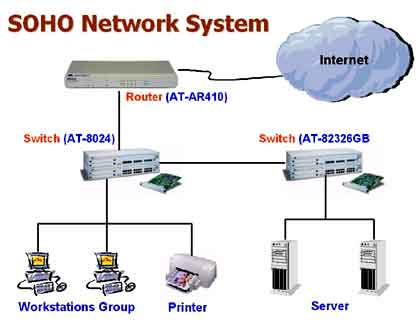 SOHO Network System
Internet
Router (AT-AR410)
Switch (AT-8024)
Switch (AT-82326GB
Workstations Group
Printer
Server